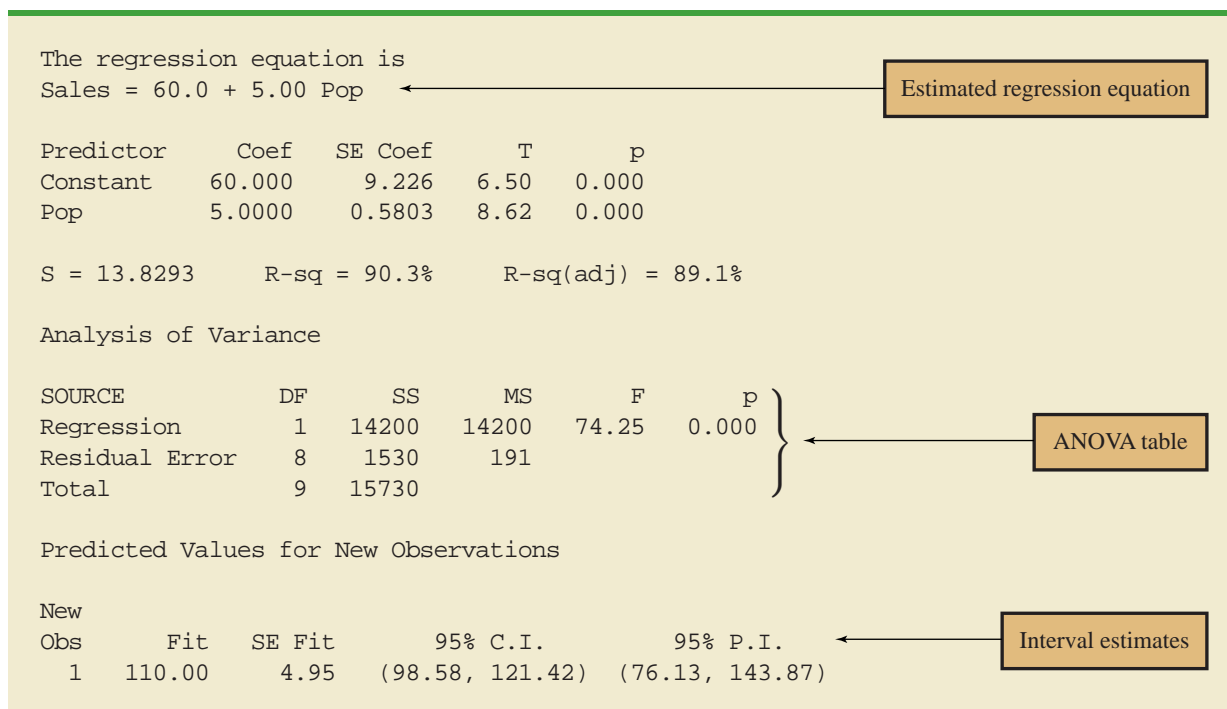 The regression equation is
Sales = 60.0 + 5.00 Pop
Estimated regression equation
Predictor Coef SE Coef T p
Constant 60.000 9.226 6.50 0.000
Pop 5.0000 0.5803 8.62 0.000
S = 13.8293 R-sq = 90.3% R-sq(adj) = 89.1%
Analysis of Variance
SOURCE DF SS MS F p
Regression 1 14200 14200 74.25 0.000
Residual Error 8 1530 191
Total 9 15730
ANOVA table
Predicted Values for New Observations
New
Obs Fit SE Fit 95% C.I. 95% P.I.
1 110.00 4.95 (98.58, 121.42) (76.13, 143.87)
Interval estimates